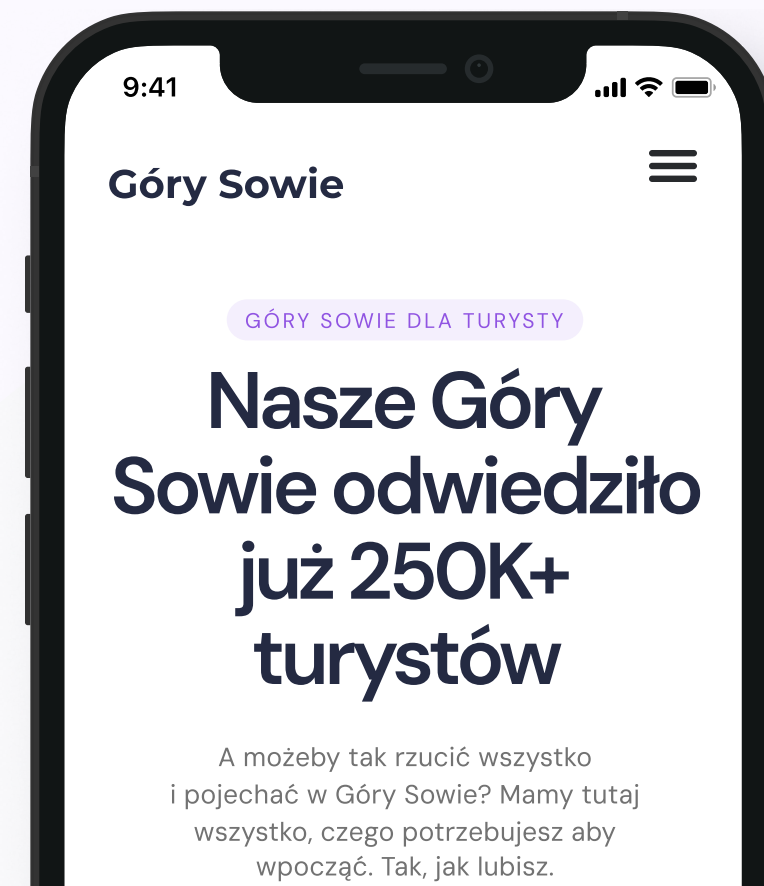 9:41
Góry Sowie
GÓRY SOWIE DLA TURYSTY
Nasze Góry
Sowie odwiedziło
już 250K+
turystów
A możeby tak rzucić wszystko
i pojechać w Góry Sowie? Mamy tutaj
wszystko, czego potrzebujesz aby
wpocząć. Tak, jak lubisz.